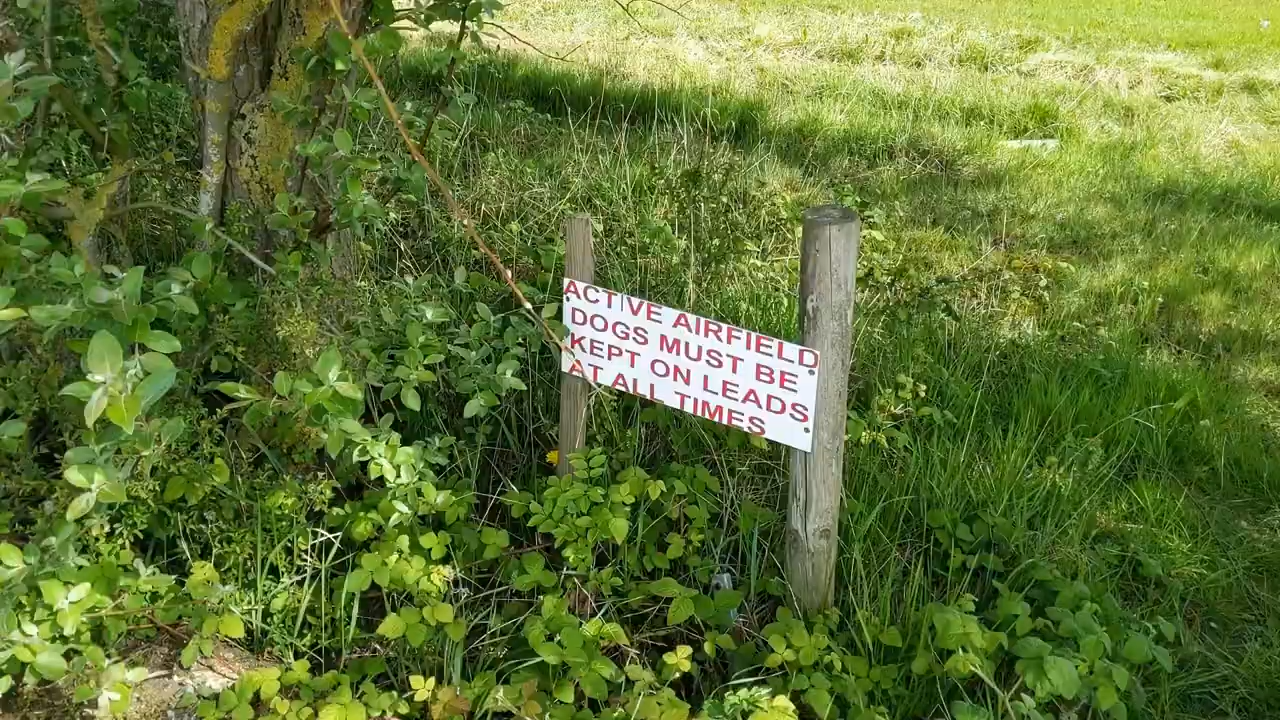 ACTIVE AIRFIELD
DOGS MUST BE
KEPT ON LEADS
AT ALL TIMES